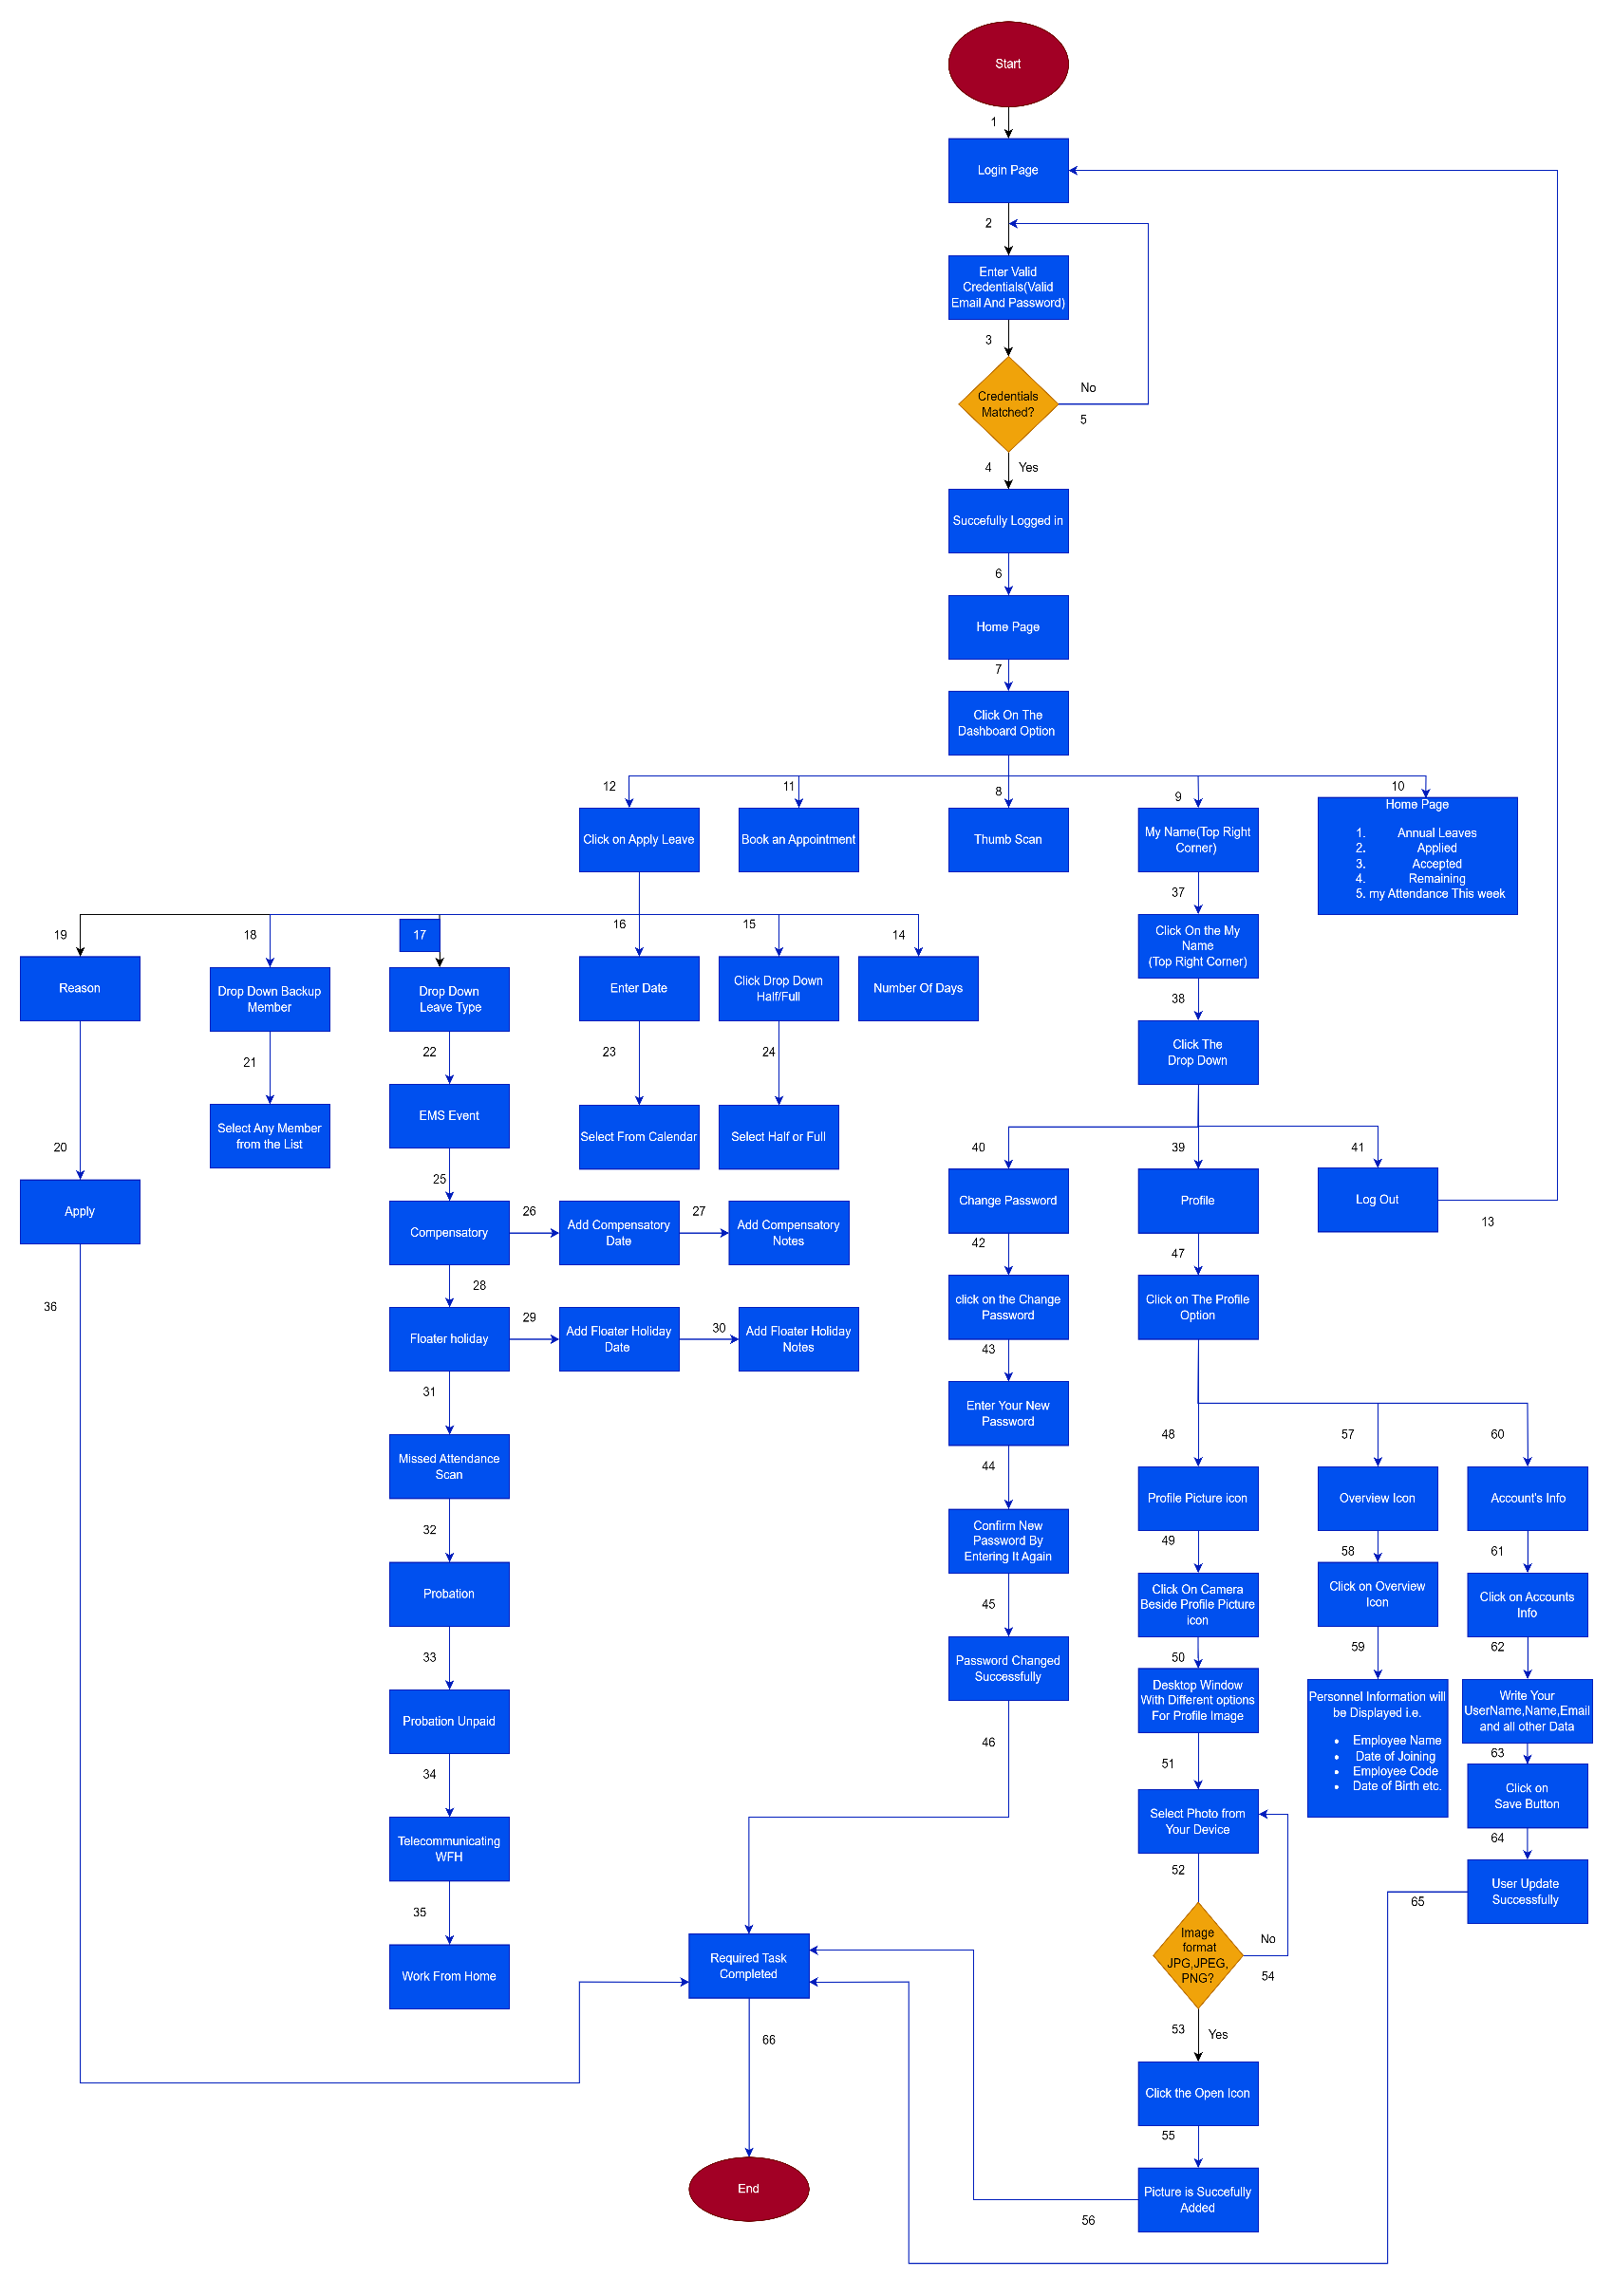 Start
1
Login Page
2
Enter Valid
Credentials(Valid
Email And Password)
3
Credentials
Matched?
No
5
4
Yes
Succefully Logged in
6
Home Page
7
Click On The
Dashboard Option
12
11
8
9
10
Click on Apply Leave
Book an Appointment
Thumb Scan
My Name(Top Right
Corner)
Home Page
1. Annual Leaves
2. Applied
3. Accepted
4. Remaining
5. my Attendance This week
37
19
18
17
16
15
14
Click On the My
Name
(Top Right Corner)
Reason
Drop Down Backup
Member
Drop Down
Leave Type
Enter Date
Click Drop Down
Half/Full
Number Of Days
38
Click The
Drop Down
20
21
22
23
24
Select Any Member
from the List
EMS Event
Select From Calendar
Select Half or Full
40
39
41
Apply
25
Change Password
Profile
Log Out
13
Compensatory
26
Add Compensatory
Date
27
Add Compensatory
Notes
42
47
36
28
click on the Change
Password
Click on The Profile
Option
Floater holiday
29
Add Floater Holiday
Date
30
Add Floater Holiday
Notes
43
31
Enter Your New
Password
Missed Attendance
Scan
44
48
57
60
32
Confirm New
Password By
Entering It Again
Profile Picture icon
Overview Icon
Account's Info
49
58
61
Probation
45
Click On Camera
Beside Profile Picture
icon
Click on Overview
Icon
Click on Accounts
Info
33
Password Changed
Successfully
50
59
62
Probation Unpaid
46
Desktop Window
With Different options
For Profile Image
Personnel Information will
be Displayed i.e.
• Employee Name
• Date of Joining
• Employee Code
• Date of Birth etc.
Write Your
UserName,Name,Email
and all other Data
63
34
51
Click on
Save Button
Telecommunicating
WFH
Select Photo from
Your Device
64
35
52
User Update
Successfully
65
Work From Home
Required Task
Completed
Image
format
JPG,JPEG,
PNG?
No
54
66
53
Yes
Click the Open Icon
55
End
Picture is Succefully
Added
56